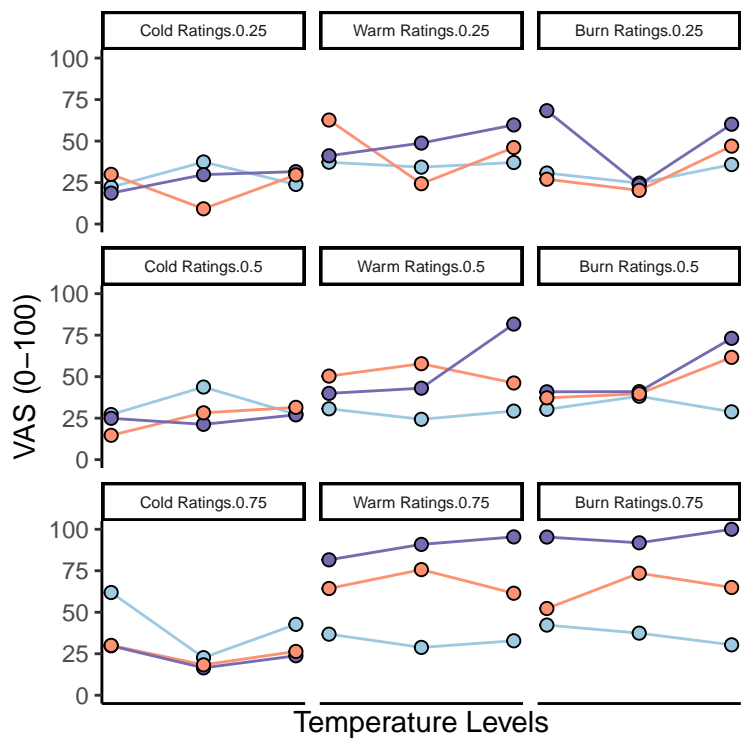 Cold Ratings.0.25
Warm Ratings.0.25
Burn Ratings.0.25
100
75
50
25
0
Cold Ratings.0.5
Warm Ratings.0.5
Burn Ratings.0.5
100
75
50
25
0
VAS (0−100)
Cold Ratings.0.75
Warm Ratings.0.75
Burn Ratings.0.75
100
75
50
25
0
Temperature Levels